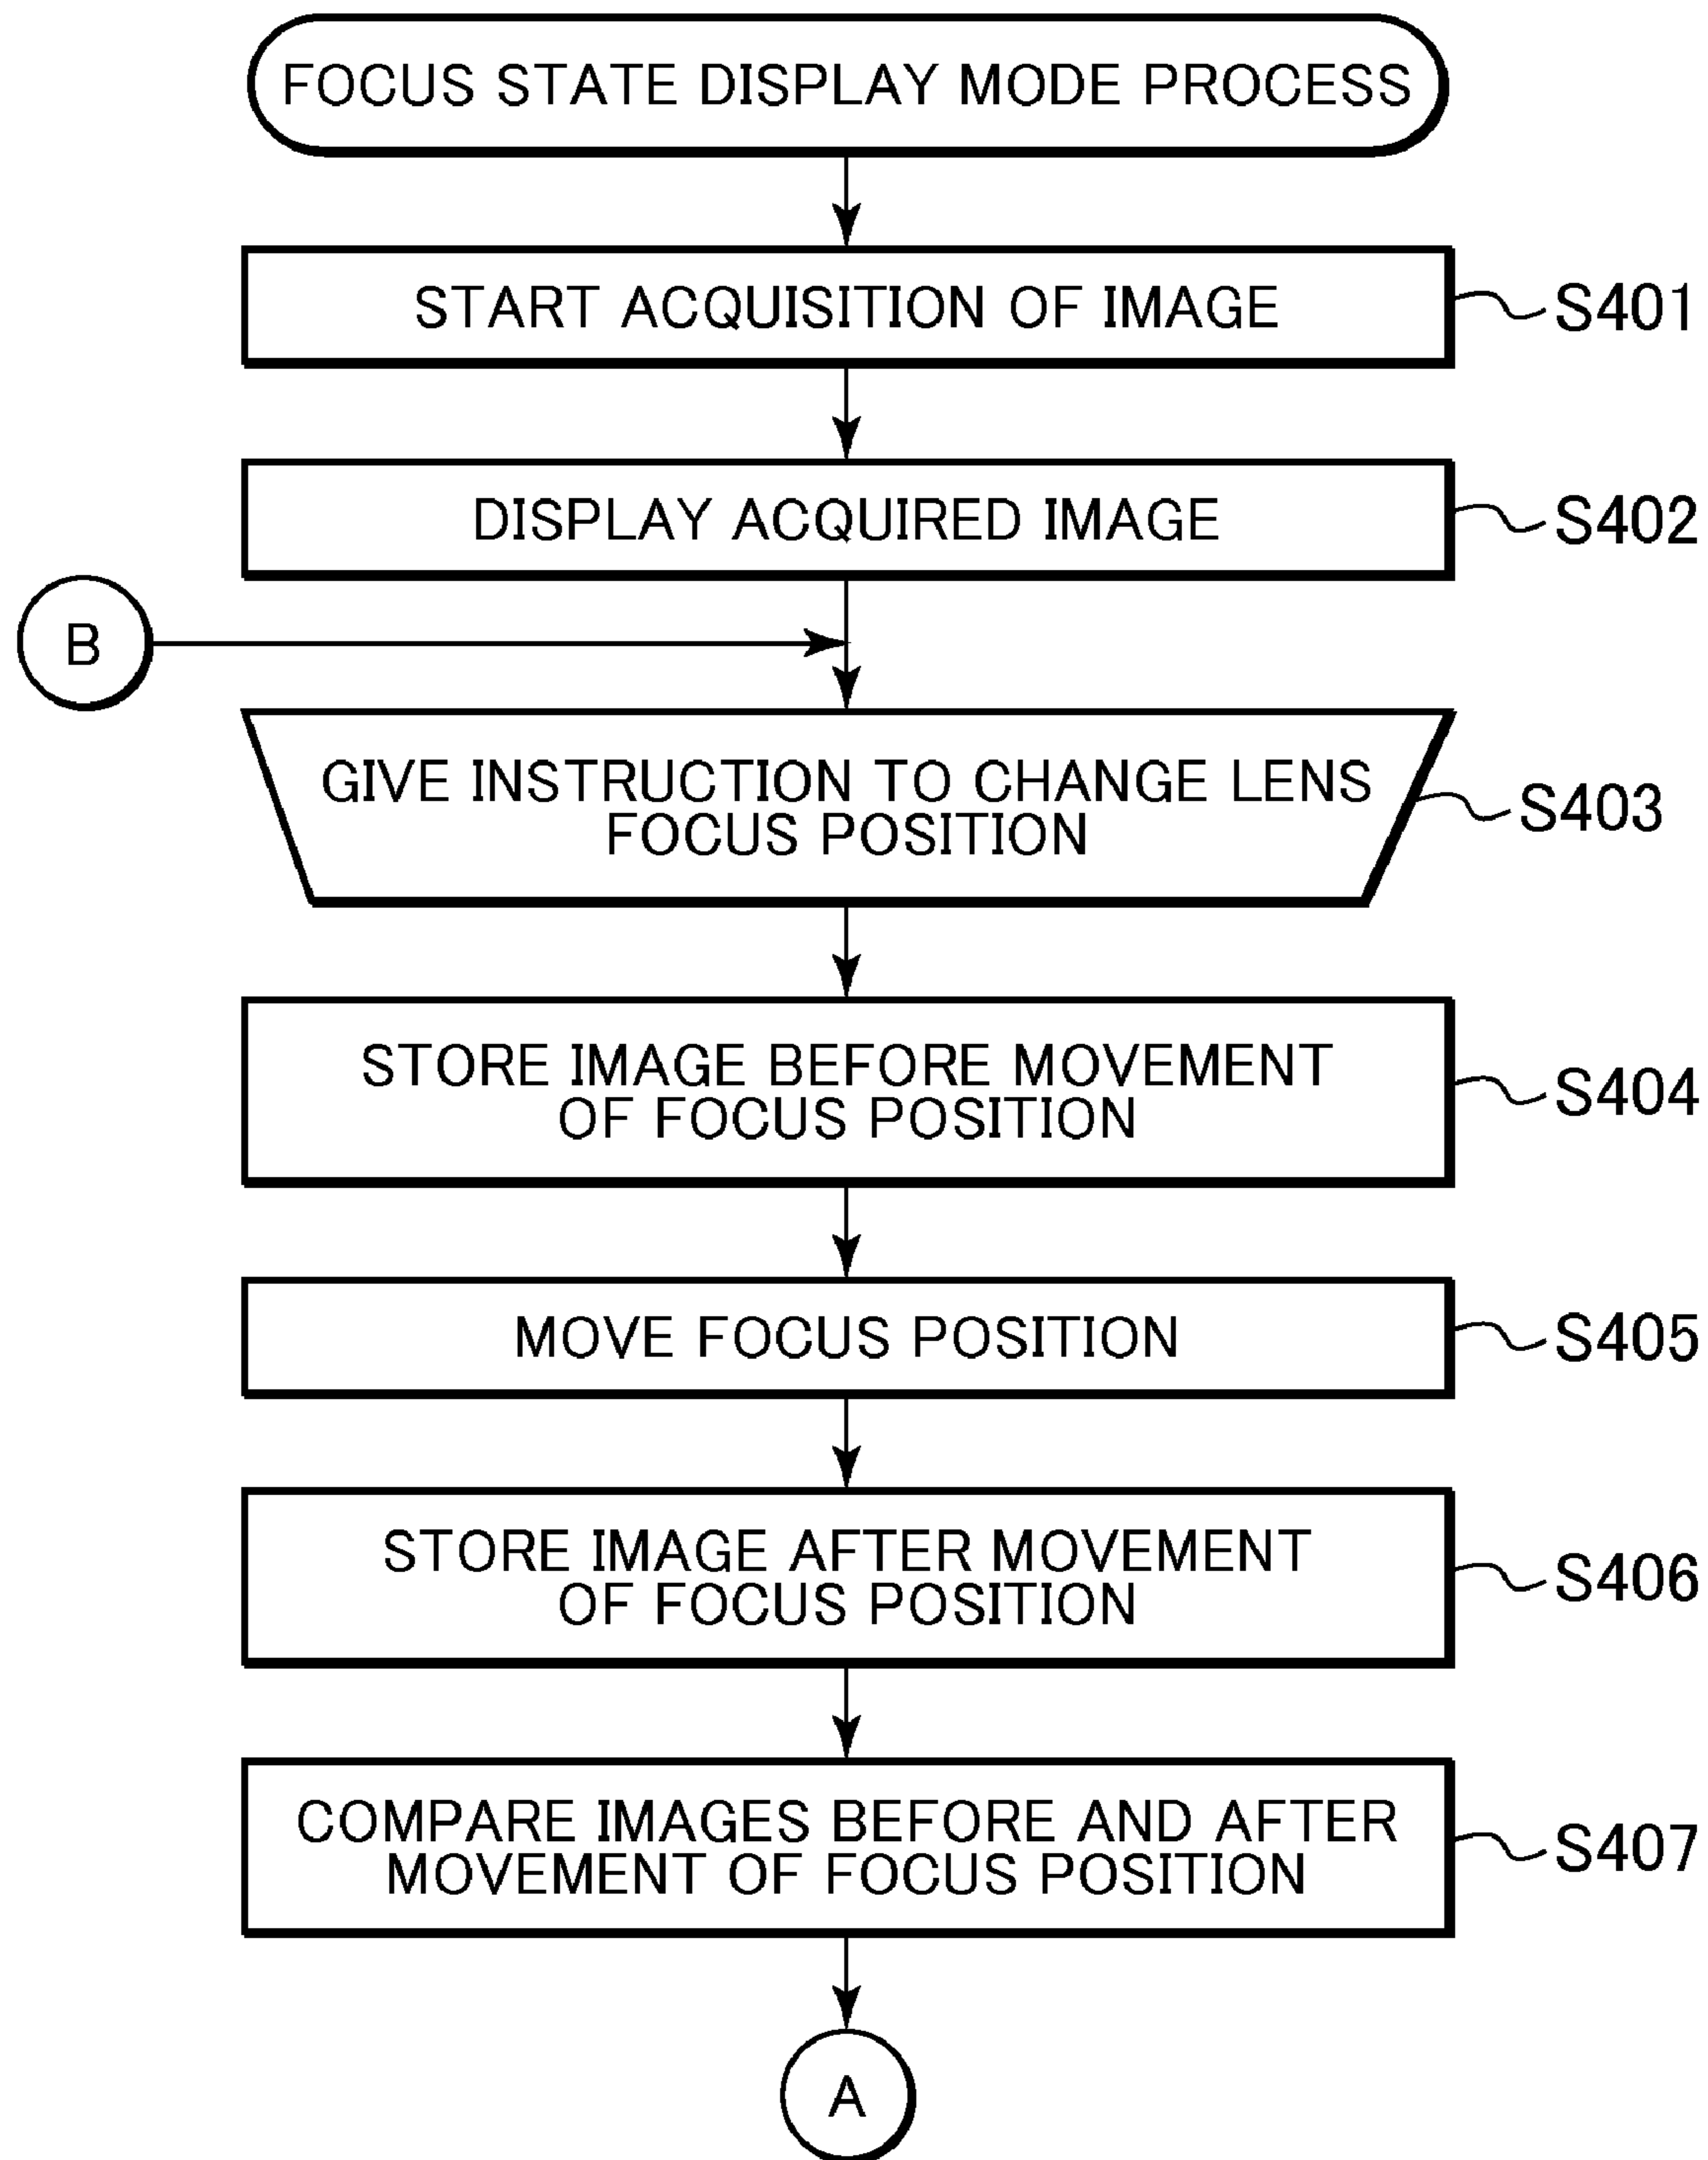 FOCUS STATE DISPLAY MODE PROCESS
START ACQUISITION OF IMAGE
S401
DISPLAY ACQUIRED IMAGE
S402
B
GIVE INSTRUCTION TO CHANGE LENS
FOCUS POSITION
S403
STORE IMAGE BEFORE MOVEMENT
OF FOCUS POSITION
S404
MOVE FOCUS POSITION
S405
STORE IMAGE AFTER MOVEMENT
OF FOCUS POSITION
S406
COMPARE IMAGES BEFORE AND AFTER
MOVEMENT OF FOCUS POSITION
S407
A